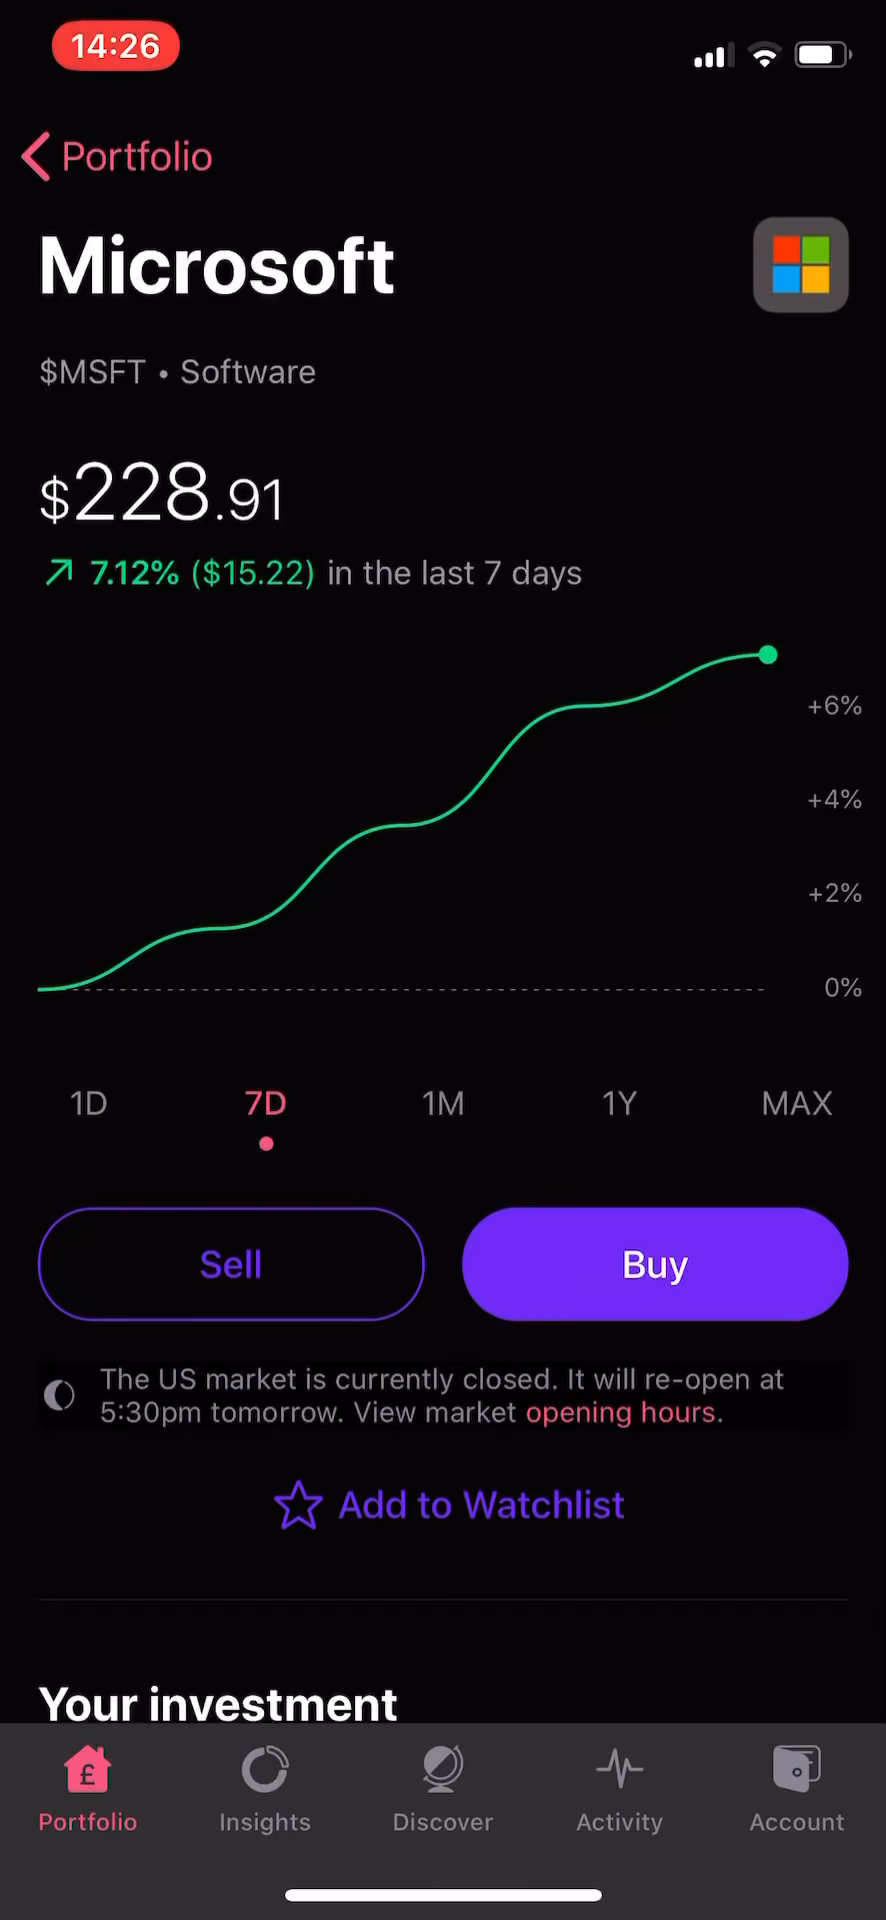 14:26
Portfolio
Microsoft
$MSFT • Software
$228.91
7.12% ($15.22) in the last 7 days
+6%
+4%
+2%
0%
1D 7D 1M 1Y MAX
Sell Buy
The US market is currently closed. It will re-open at
5:30pm tomorrow. View market opening hours.
Add to Watchlist
Your investment
£
Portfolio Insights Discover Activity Account